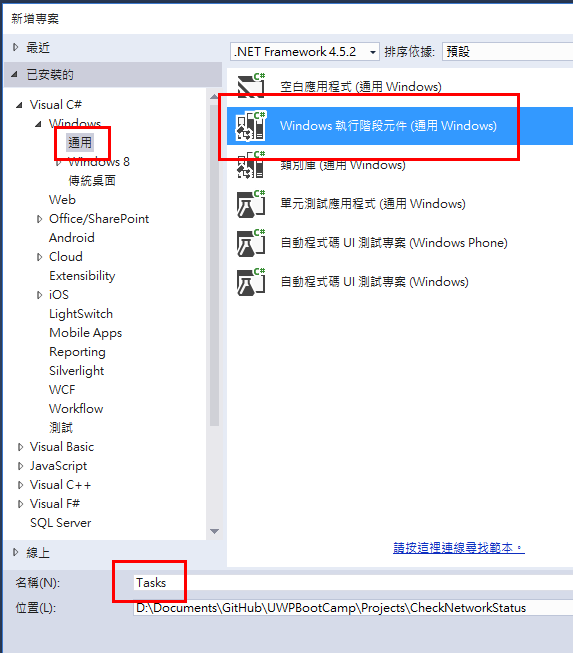 新增專案
最近
.NET Framework 4.5.2
排序依據:
預設
已安裝的
Visual C#
Windows
通用
Windows 8
傳統桌面
Web
Office/SharePoint
Android
Cloud
Extensibility
iOS
LightSwitch
Mobile Apps
Reporting
Silverlight
WCF
Workflow
測試
Visual Basic
JavaScript
Visual C++
Visual F#
SQL Server
線上
C# 空白應用程式 (通用 Windows)
C# Windows 執行階段元件 (通用 Windows)
C# 類別庫 (通用 Windows)
C# 單元測試應用程式 (通用 Windows)
C# 自動程式碼 UI 測試專案 (Windows Phone)
C# 自動程式碼 UI 測試專案 (Windows)
請按這裡連線尋找範本。
名稱(N): Tasks
位置(L): D:\Documents\GitHub\UWPBootCamp\Projects\CheckNetworkStatus